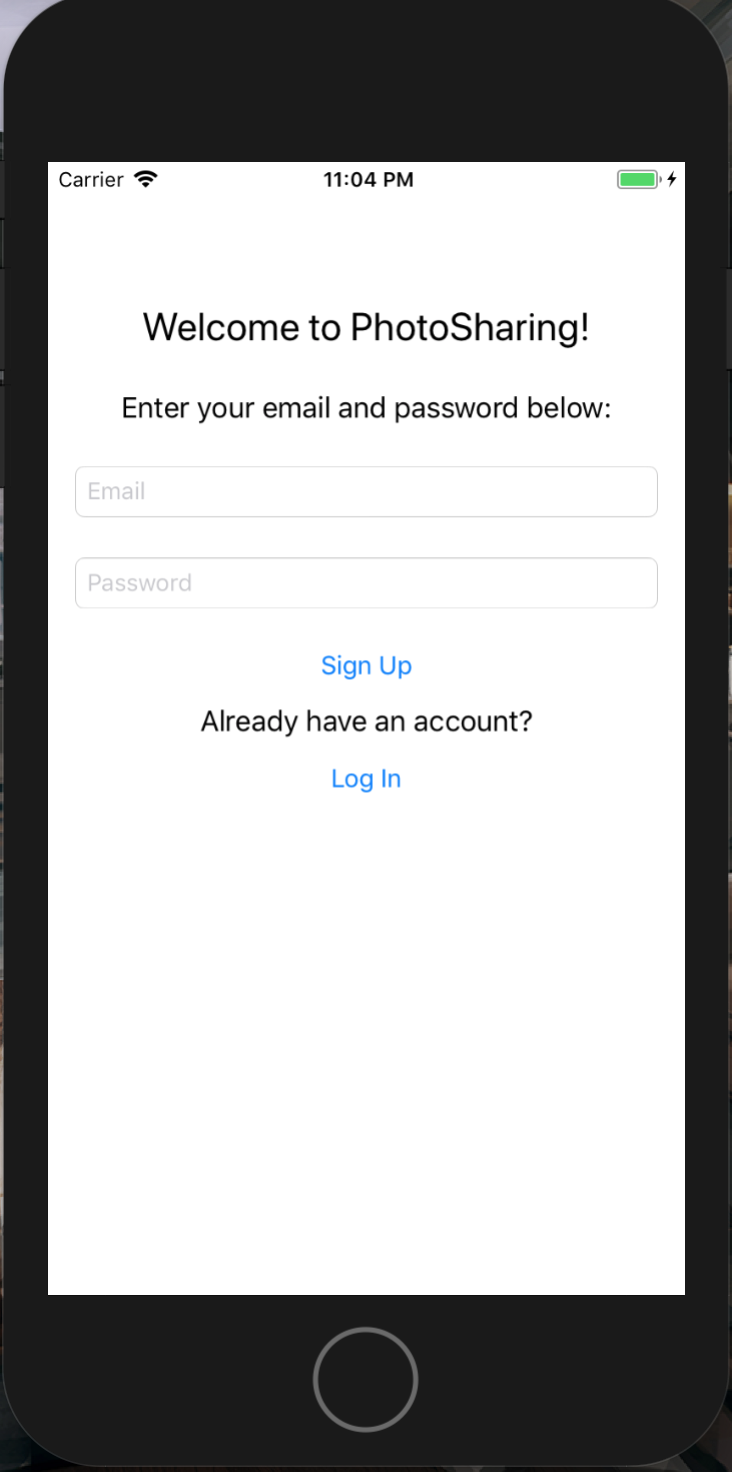 Carrier 11:04 PM
Welcome to PhotoSharing!
Enter your email and password below:
Email
Password
Sign Up
Already have an account?
Log In